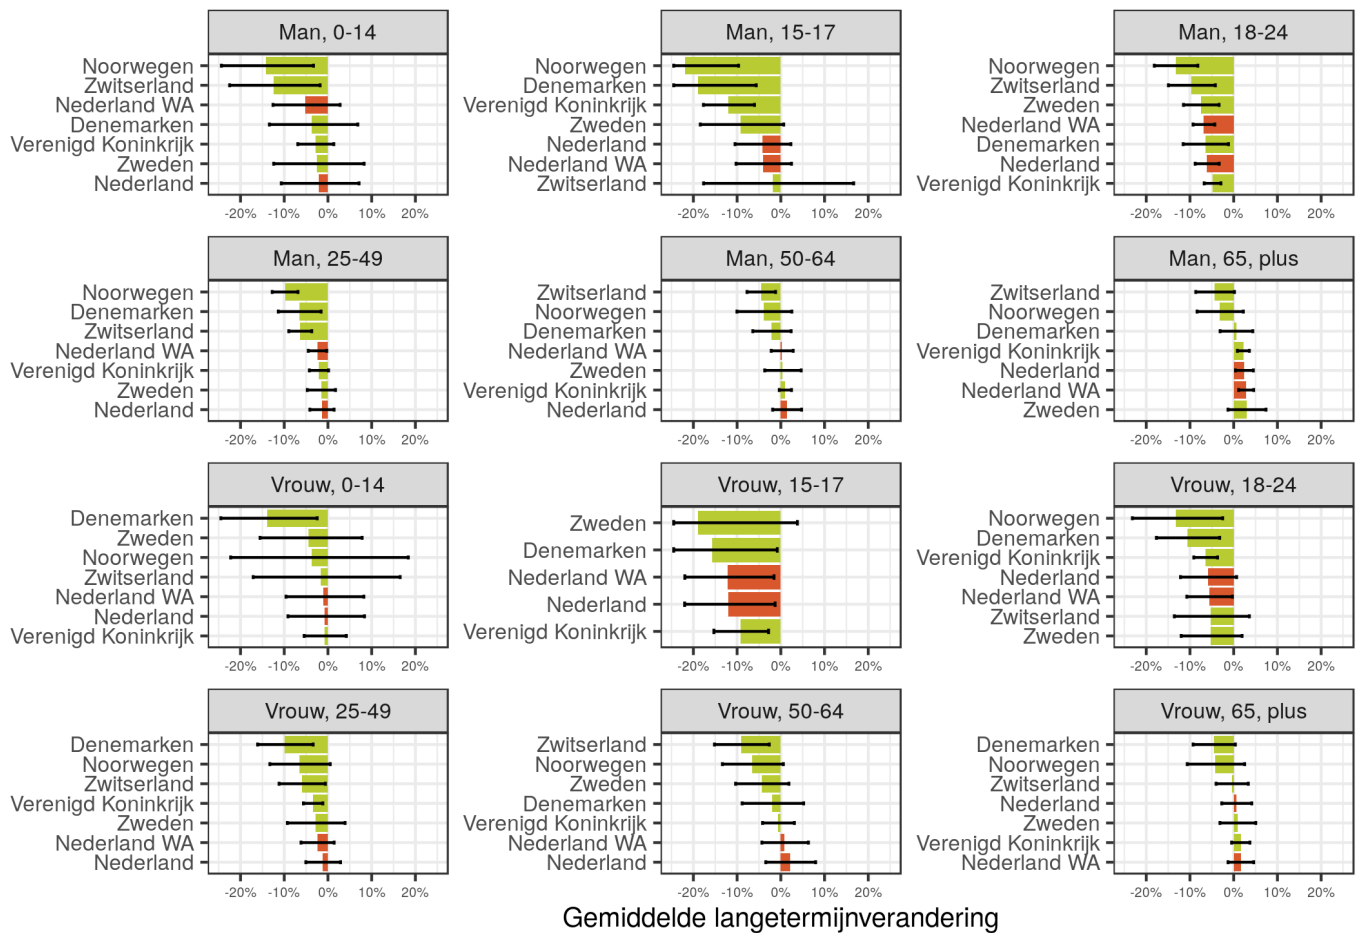 Man, 0-14
Noorwegen
Zwitserland
Nederland WA
Denemarken
Verenigd Koninkrijk
Zweden
Nederland
-20% -10% 0% 10% 20%
Man, 15-17
Noorwegen
Denemarken
Verenigd Koninkrijk
Zweden
Nederland
Nederland WA
Zwitserland
-20% -10% 0% 10% 20%
Man, 18-24
Noorwegen
Zwitserland
Zweden
Nederland WA
Denemarken
Nederland
Verenigd Koninkrijk
-20% -10% 0% 10% 20%
Man, 25-49
Noorwegen
Denemarken
Zwitserland
Nederland WA
Verenigd Koninkrijk
Zweden
Nederland
-20% -10% 0% 10% 20%
Man, 50-64
Zwitserland
Noorwegen
Denemarken
Nederland WA
Zweden
Verenigd Koninkrijk
Nederland
-20% -10% 0% 10% 20%
Man, 65, plus
Zwitserland
Noorwegen
Denemarken
Verenigd Koninkrijk
Nederland
Nederland WA
Zweden
-20% -10% 0% 10% 20%
Vrouw, 0-14
Denemarken
Zweden
Noorwegen
Zwitserland
Nederland WA
Nederland
Verenigd Koninkrijk
-20% -10% 0% 10% 20%
Vrouw, 15-17
Zweden
Denemarken
Nederland WA
Nederland
Verenigd Koninkrijk
-20% -10% 0% 10% 20%
Vrouw, 18-24
Noorwegen
Denemarken
Verenigd Koninkrijk
Nederland
Nederland WA
Zwitserland
Zweden
-20% -10% 0% 10% 20%
Vrouw, 25-49
Denemarken
Noorwegen
Zwitserland
Verenigd Koninkrijk
Zweden
Nederland WA
Nederland
-20% -10% 0% 10% 20%
Vrouw, 50-64
Zwitserland
Noorwegen
Zweden
Denemarken
Verenigd Koninkrijk
Nederland WA
Nederland
-20% -10% 0% 10% 20%
Vrouw, 65, plus
Denemarken
Noorwegen
Zwitserland
Nederland
Zweden
Verenigd Koninkrijk
Nederland WA
-20% -10% 0% 10% 20%
Gemiddelde langetermijnverandering